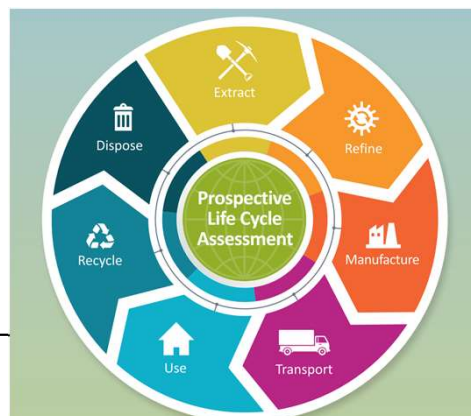 Extract
Refine
Manufacture
Transport
Use
Recycle
Dispose
Prospective
Life Cycle
Assessment